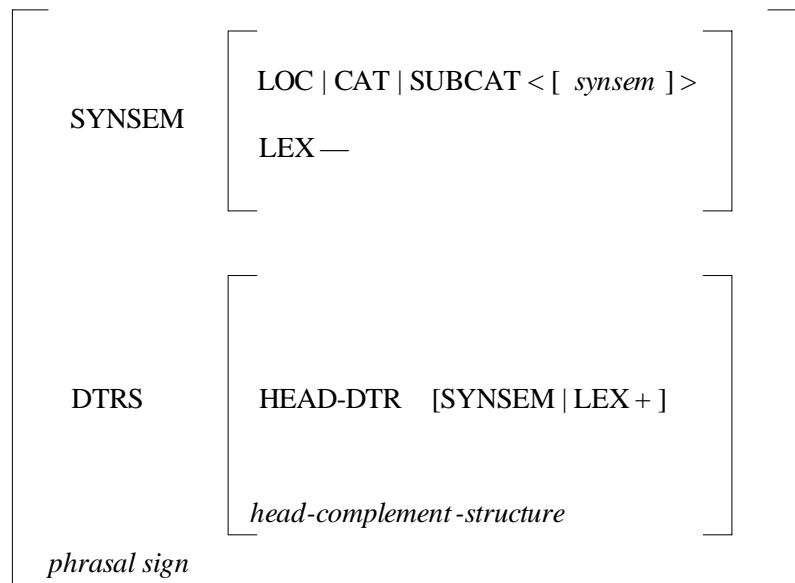 LOC | CAT | SUBCAT < [ synsem ] >
SYNSEM
LEX —
DTRS HEAD-DTR [SYNSEM | LEX + ]
head-complement-structure
phrasal sign